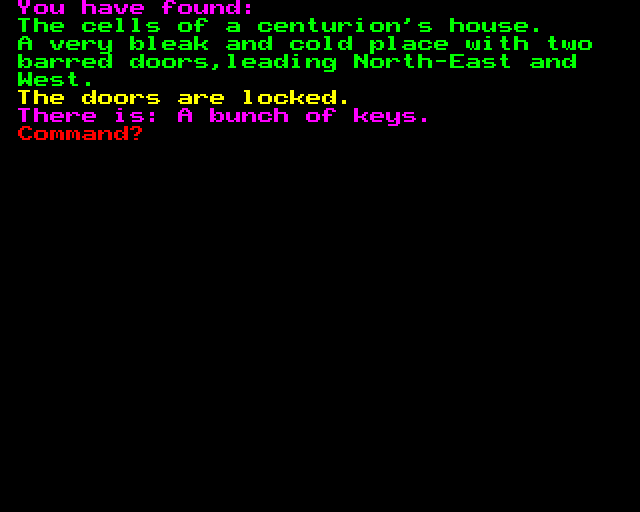 You have found:
The cells of a centurion's house.
A very bleak and cold place with two
barred doors,leading North-East and
West.
The doors are locked.
There is: A bunch of keys.
Command?